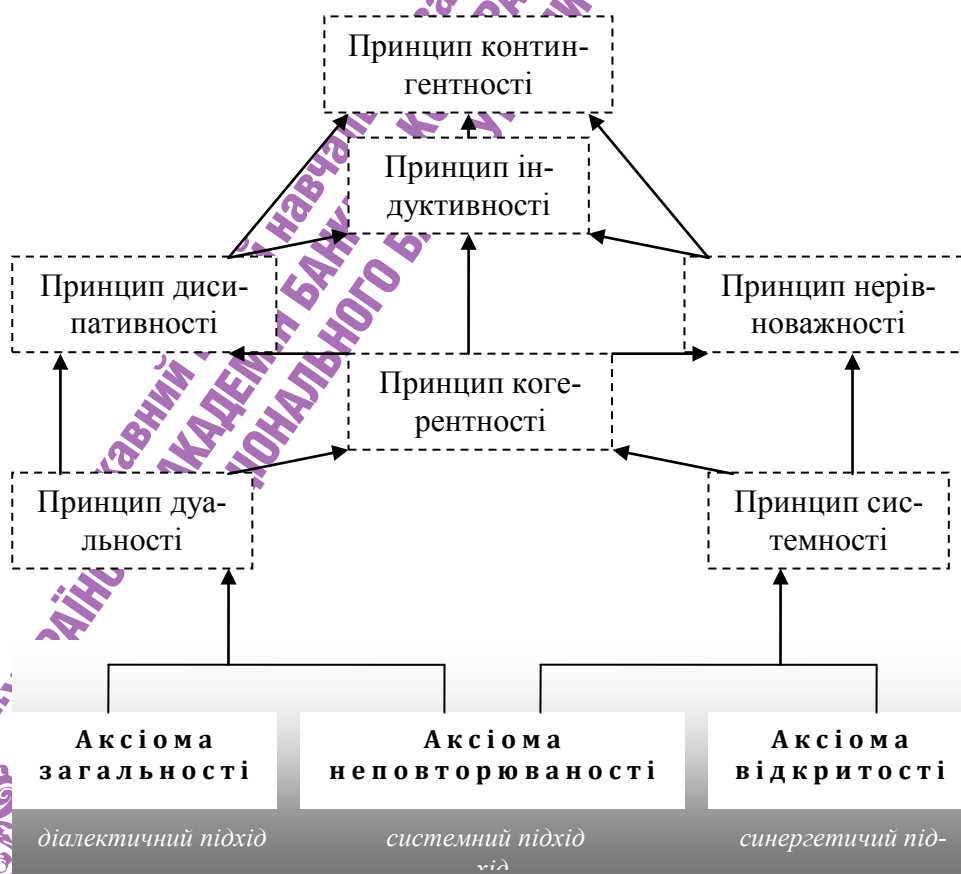 Принцип контин-
гентності
Принцип ін-
дуктивності
Принцип диси-
пативності
Принцип нерів-
новажності
Принцип коге-
рентності
Принцип дуа-
льності
Принцип сис-
темності
Аксіома
загальності
Аксіома
неповторюваності
Аксіома
відкритості
діалектичний підхід
системний підхід
синергетичий під-
хід